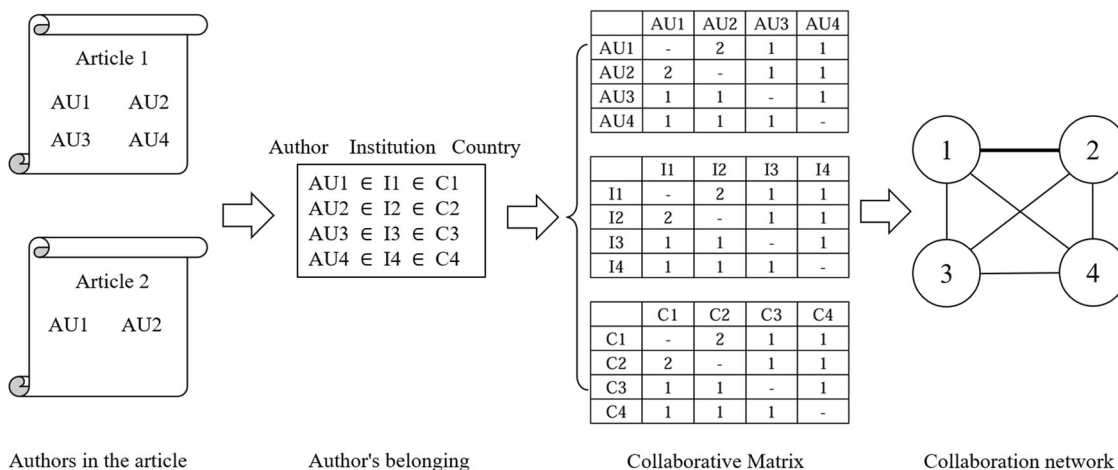 Article 1
AU1 AU2
AU3 AU4
Article 2
AU1 AU2
Authors in the article
Author Institution Country
AU1 ∈ I1 ∈ C1
AU2 ∈ I2 ∈ C2
AU3 ∈ I3 ∈ C3
AU4 ∈ I4 ∈ C4
Author's belonging
AU1 AU2 AU3 AU4
AU1 - 2 1 1
AU2 2 - 1 1
AU3 1 1 - 1
AU4 1 1 1 -
I1 I2 I3 I4
I1 - 2 1 1
I2 2 - 1 1
I3 1 1 - 1
I4 1 1 1 -
C1 C2 C3 C4
C1 - 2 1 1
C2 2 - 1 1
C3 1 1 - 1
C4 1 1 1 -
Collaborative Matrix
1 2
3 4
Collaboration network